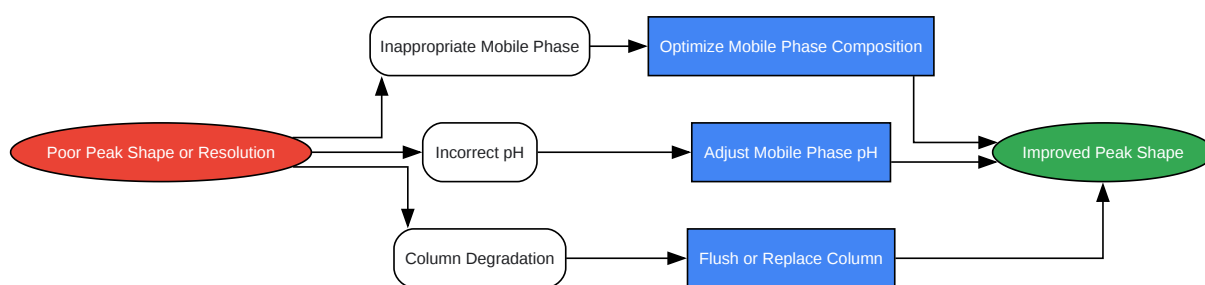 Inappropriate Mobile Phase
Optimize Mobile Phase Composition
Poor Peak Shape or Resolution
Incorrect pH
Adjust Mobile Phase pH
Improved Peak Shape
Column Degradation
Flush or Replace Column